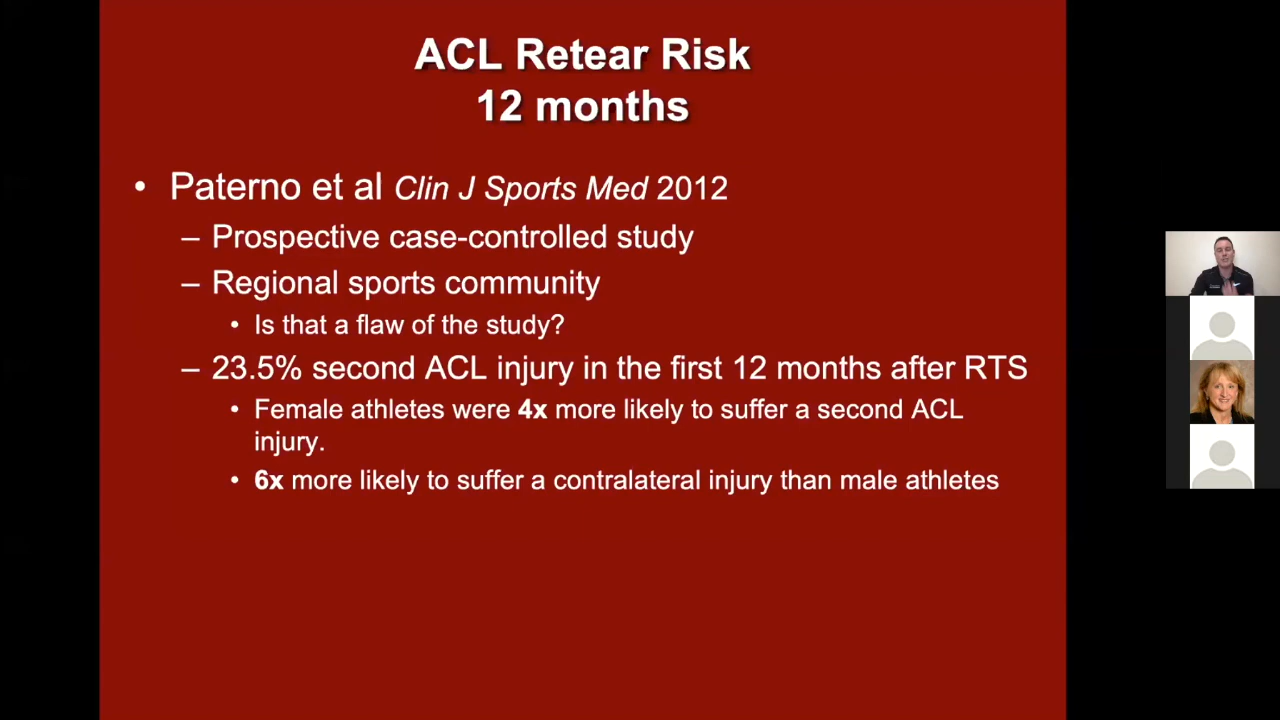 ACL Retear Risk
12 months
• Paterno et al Clin J Sports Med 2012
– Prospective case-controlled study
– Regional sports community
• Is that a flaw of the study?
– 23.5% second ACL injury in the first 12 months after RTS
• Female athletes were 4x more likely to suffer a second ACL
injury.
• 6x more likely to suffer a contralateral injury than male athletes